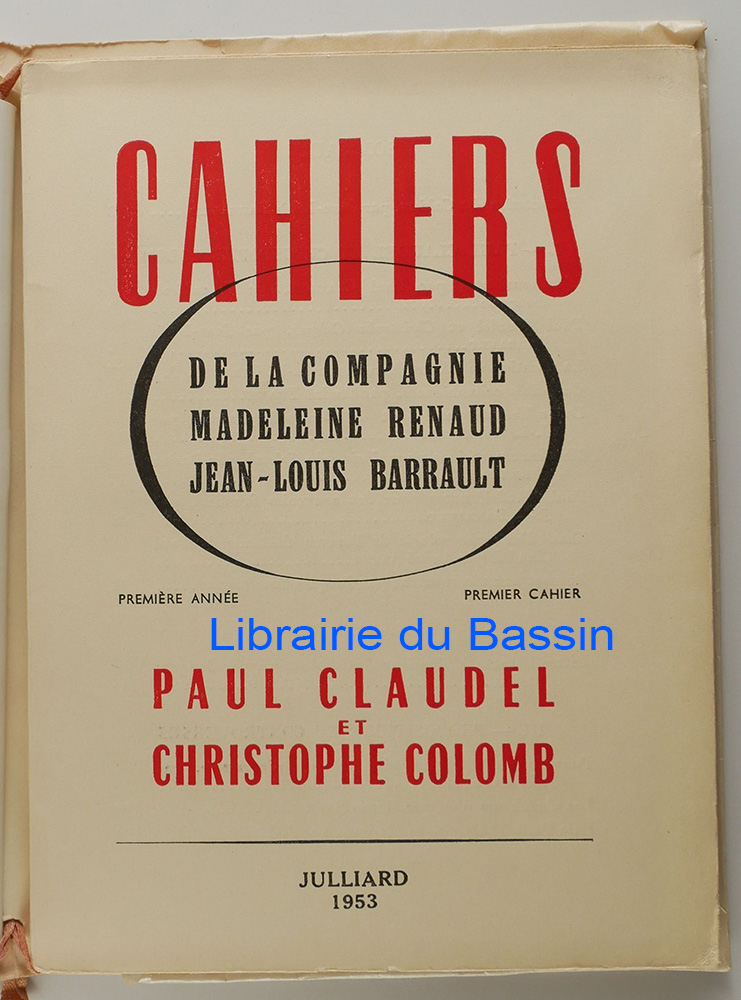 CAHIERS
DE LA COMPAGNIE
MADELEINE RENAUD
JEAN-LOUIS BARRAULT
PREMIÈRE ANNÉE
PREMIER CAHIER
Librairie du Bassin
PAUL CLAUDEL
ET
CHRISTOPHE COLOMB
JULLIARD
1953